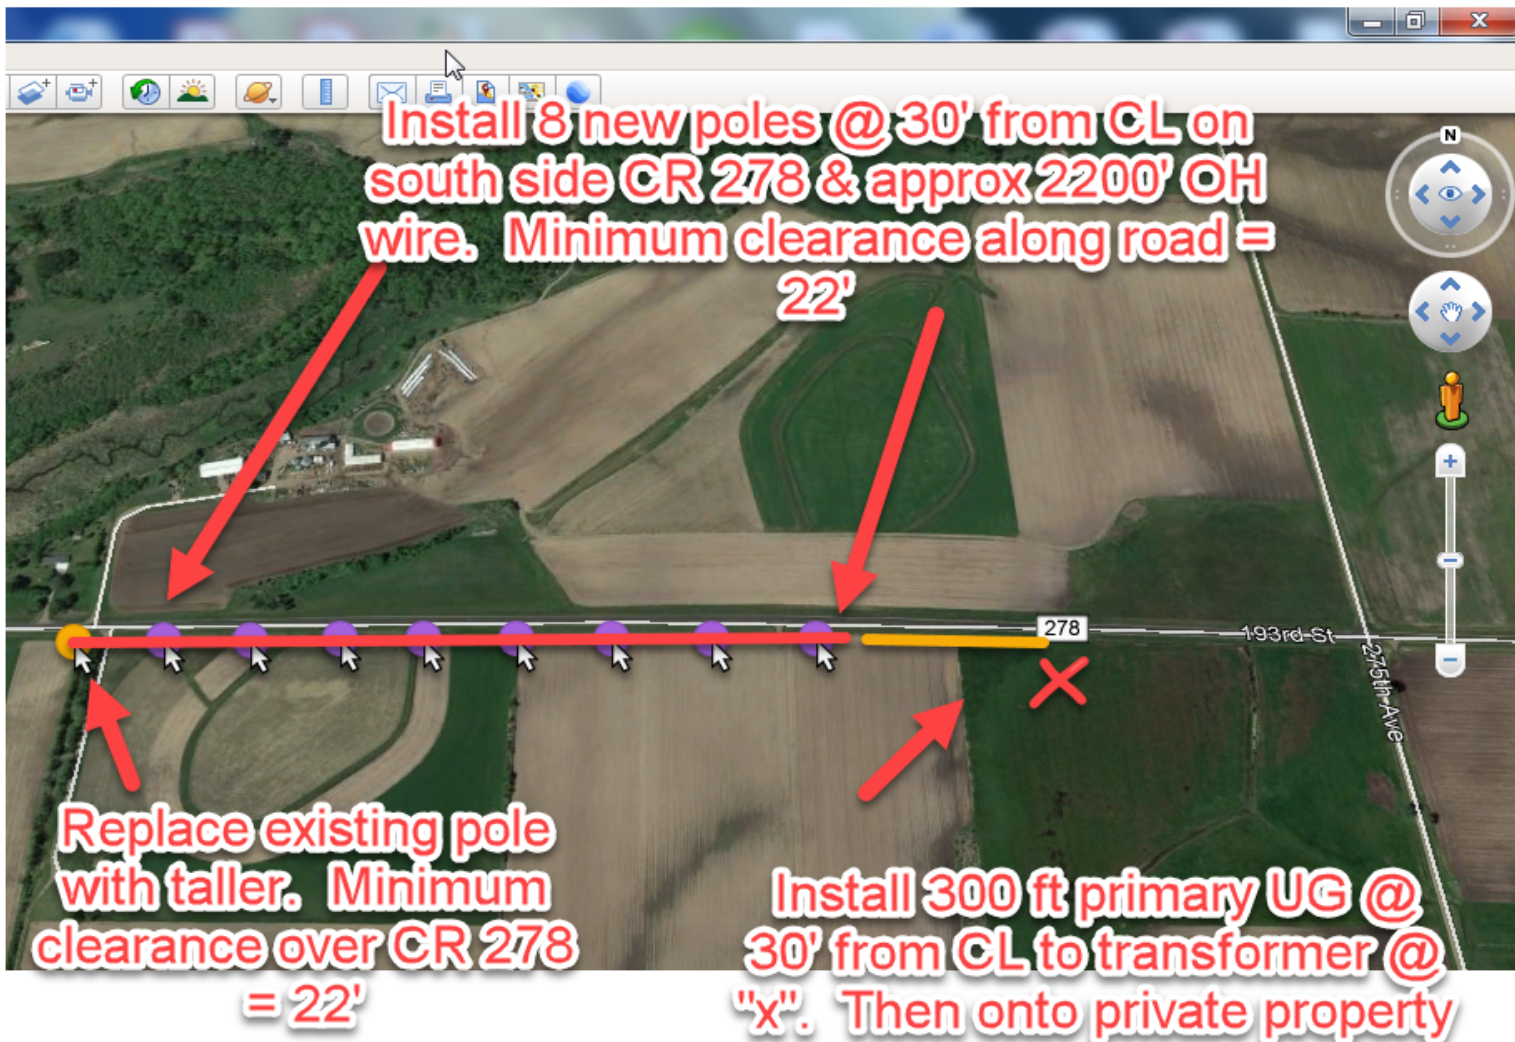 Install 8 new poles @ 30' from CL on
south side CR 278 & approx 2200' OH
wire.  Minimum clearance along road =
22'
N
278
193rd St
275th Ave
Replace existing pole
with taller.  Minimum
clearance over CR 278
= 22'
Install 300 ft primary UG @
30' from CL to transformer @
"x".  Then onto private property